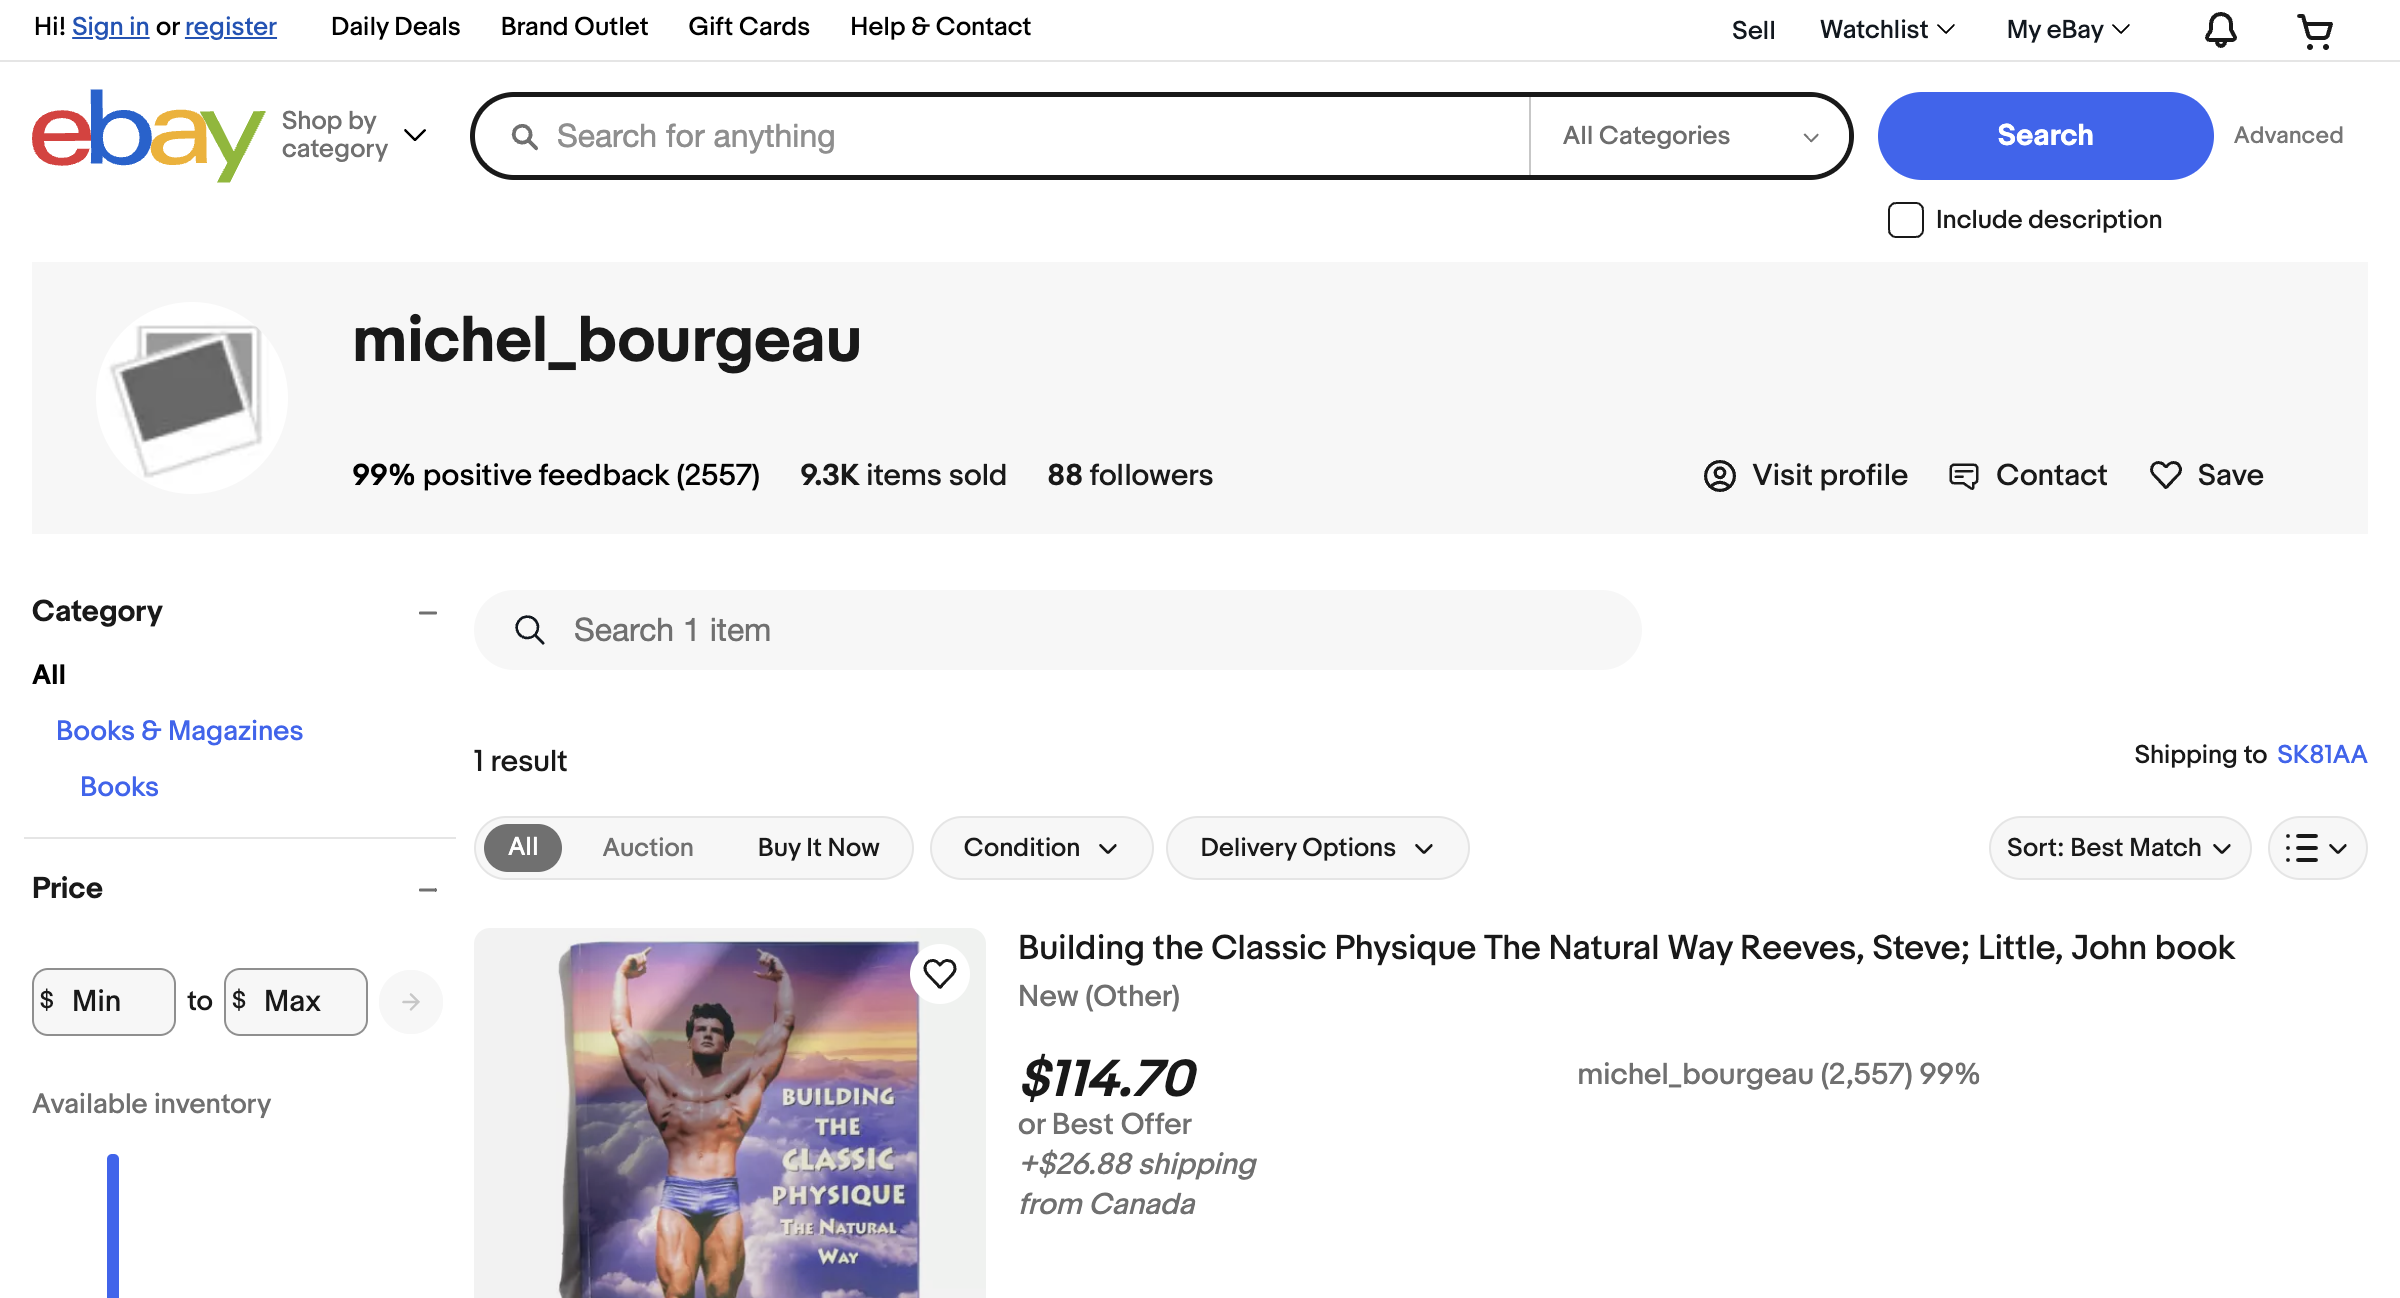 Hi! Sign in or register
Daily Deals
Brand Outlet
Gift Cards
Help & Contact
Sell
Watchlist
My eBay
ebay
Shop by
category
Search for anything
All Categories
Search
Advanced
Include description
michel_bourgeau
99% positive feedback (2557)
9.3K items sold
88 followers
Visit profile
Contact
Save
Category
All
Books & Magazines
Books
Price
$ Min to $ Max
Available inventory
Search 1 item
1 result
Shipping to SK81AA
All
Auction
Buy It Now
Condition
Delivery Options
Sort: Best Match
BUILDING
THE
CLASSIC
PHYSIQUE
THE NATURAL
WAY
Building the Classic Physique The Natural Way Reeves, Steve; Little, John book
New (Other)
$114.70
or Best Offer
+$26.88 shipping
from Canada
michel_bourgeau (2,557) 99%